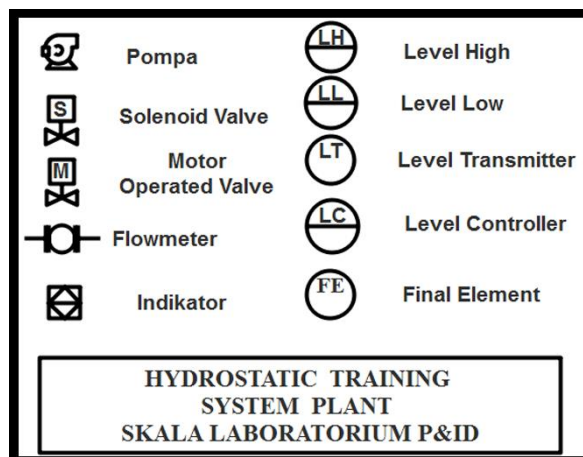 Pompa
S
Solenoid Valve
M
Motor
Operated Valve
Flowmeter
Indikator
LH
Level High
LL
Level Low
LT
Level Transmitter
LC
Level Controller
FE
Final Element
HYDROSTATIC TRAINING
SYSTEM PLANT
SKALA LABORATORIUM P&ID